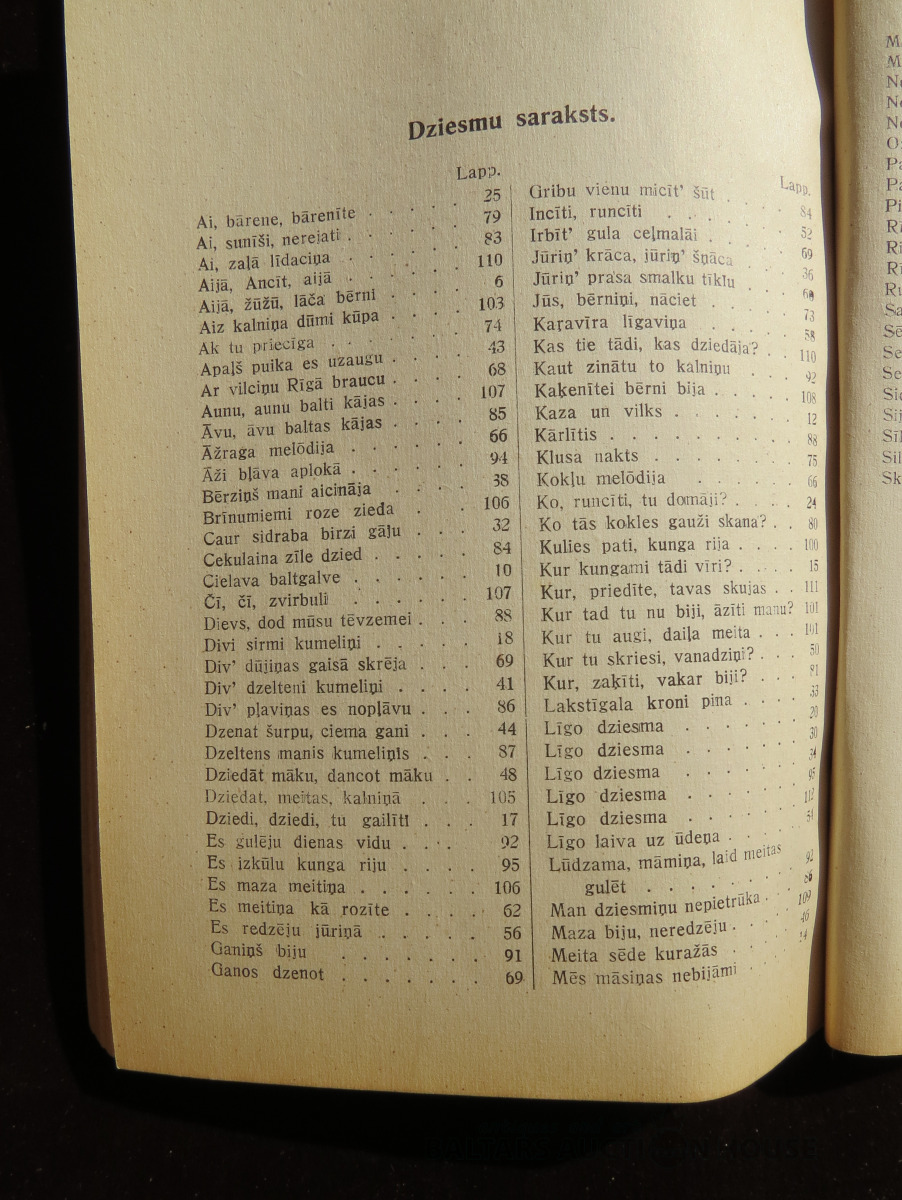 Dziesmu saraksts.
Lapp.
Ai, bārene, bārenīte . . . . 25
Ai, sunīši, nerejati . . . . . 79
Ai, zaļā līdaciņa . . . . . 83
Aijā, Ancīt, aijā . . . . . 110
Aijā, žūžū, lāča bērni . . . 6
Aiz kalniņa dūmi kūpa . . . 103
Ak tu priecīga . . . . . . 74
Apaļš puika es uzaugu . . . 43
Ar vilciņu Rīgā braucu . . . 68
Aunu, aunu balti kājas . . . 107
Āvu, āvu baltas kājas . . . 85
Āžraga melōdija . . . . . 66
Āži bļāva aplokā . . . . . 94
Bērziņš mani aicināja . . . . 38
Brīnumiemi roze zieda . . . 106
Caur sidraba birzi gāļu . . . 32
Cekulaina zīle dzied . . . . . 84
Cielava baltgalve . . . . . . 10
Čī, čī, zvirbuli . . . . . . 107
Dievs, dod mūsu tēvzemei . . . 88
Divi sirmi kumeliņi . . . . . 18
Div' dūjiņas gaisā skrēja . . . 69
Div' dzelteni kumeliņi . . . . 41
Div' pļaviņas es nopļāvu . . . 86
Dzenat šurpu, ciema gani . . . 44
Dzeltens manis kumeliņis . . . 87
Dziedāt māku, dancot māku . . 48
Dziedat, meitas, kalniņā . . . 105
Dziedi, dziedi, tu gailīti . . . 17
Es gulēju dienas vidu . . . . 92
Es izkūlu kunga riju . . . . 95
Es maza meitiņa . . . . . . 106
Es meitiņa kā rozīte . . . . 62
Es redzēju jūriņā . . . . . 56
Ganiņš biju . . . . . . . 91
Ganos dzenot . . . . . . 69
Lapp.
Gribu vienu micīt' šūt . . . 84
Incīti, runcīti . . . . . 52
Irbīt' gula ceļmalāi . . . . 69
Jūriņ' krāca, jūriņ' šņāca . . 36
Jūriņ' prasa smalku tīklu . .
Jūs, bērniņi, nāciet . . . . 73
Kaŗavīra līgaviņa . . . . . 58
Kas tie tādi, kas dziedāja? . . 110
Kaut zinātu to kalniņu . . . 92
Kaķenītei bērni bija . . . . . 108
Kaza un vilks . . . . . . 12
Kārlītis . . . . . . . . . 88
Klusa nakts . . . . . . . 75
Kokļu melōdija . . . . . . 66
Ko, runcīti, tu domāji? . . . . 24
Ko tās kokles gauži skana? . . 80
Kulies pati, kunga rija . . . . 100
Kur kungami tādi vīri? . . . . 15
Kur, priedīte, tavas skujas . . 111
Kur tad tu nu biji, āzīti manu? 101
Kur tu augi, daiļa meita . . . 101
Kur tu skriesi, vanadziņi? . . . 50
Kur, zaķīti, vakar biji? . . .
Lakstīgala kroni pina . . . . 33
Līgo dziesma . . . . . . 20
Līgo dziesma . . . . . . 30
Līgo dziesma . . . . . . 34
Līgo dziesma . . . . . . 95
Līgo dziesma . . . . . . 112
Līgo laiva uz ūdeņa . . . .
Lūdzama, māmiņa, laid meitas
gulēt . . . . . . . . 92
Man dziesmiņu nepietrūka .
Maza biju, neredzēju . . . 109
Meita sēde kuražās . . . 46
Mēs māsiņas nebijāmi . . 14